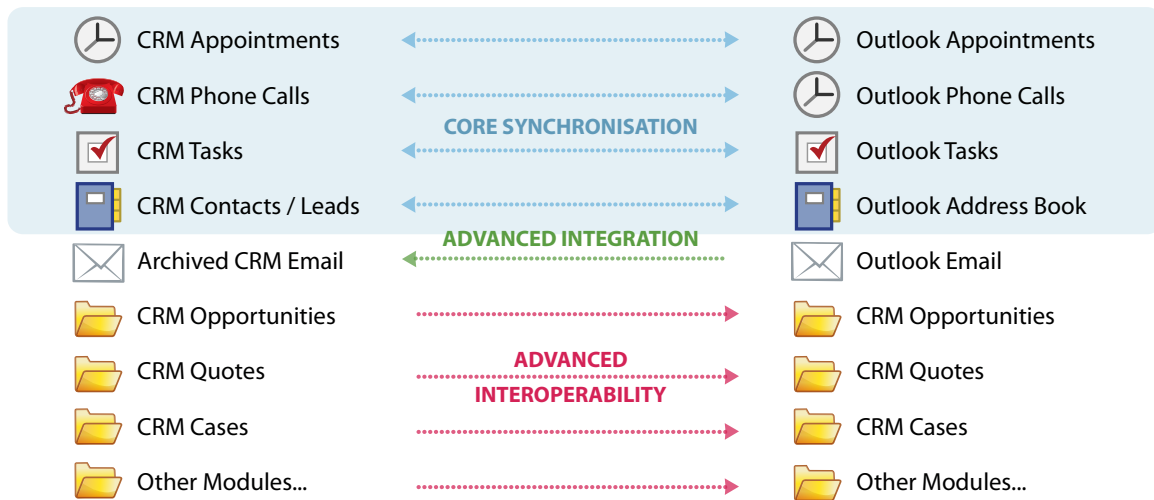 CRM Appointments Outlook Appointments
CRM Phone Calls Outlook Phone Calls
CORE SYNCHRONISATION
CRM Tasks Outlook Tasks
CRM Contacts / Leads Outlook Address Book
ADVANCED INTEGRATION
Archived CRM Email Outlook Email
CRM Opportunities CRM Opportunities
ADVANCED
CRM Quotes CRM Quotes
INTEROPERABILITY
CRM Cases CRM Cases
Other Modules... Other Modules...